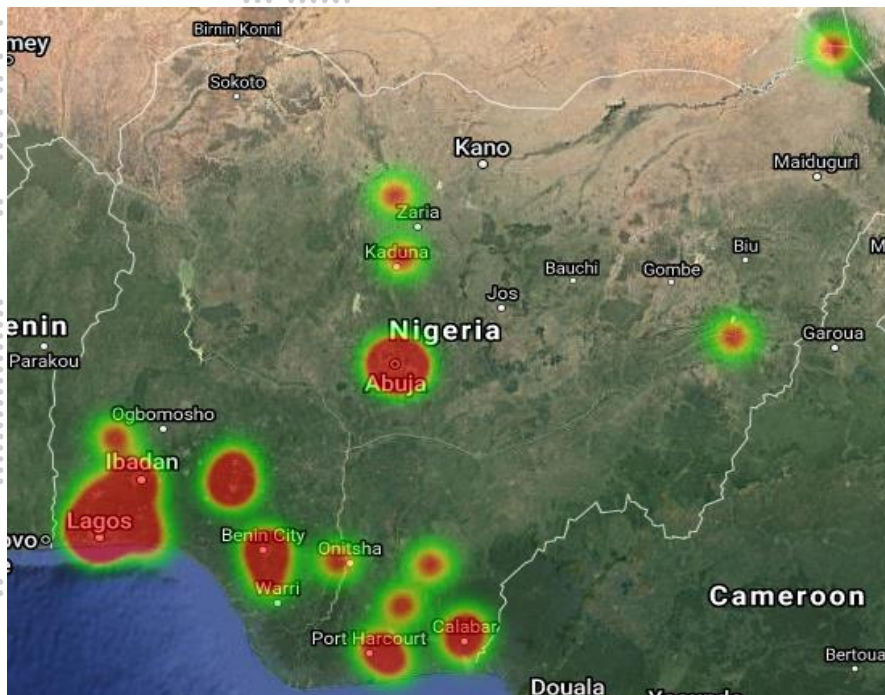 mey
Birnin Konni
Sokoto
Kano
Maiduguri
Zaria
Kaduna
Biu
M
Bauchi
Gombe
Jos
Nigeria
enin
Garoua
Parakou
Abuja
Ogbomosho
Ibadan
Lagos
Benin City
ovo
Onitsha
e
Warri
Cameroon
Calabar
Port Harcourt
Bertoua
Douala